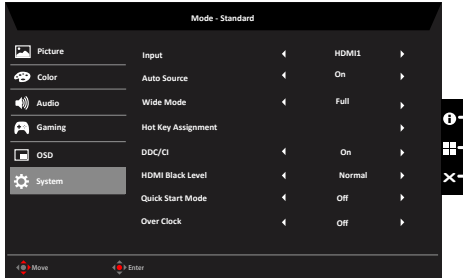 Mode - Standard
Picture
Input HDMI1
Color
Auto Source On
Audio
Wide Mode Full
Gaming
Hot Key Assignment
OSD
DDC/CI On
System
HDMI Black Level Normal
Quick Start Mode Off
Over Clock Off
Move Enter